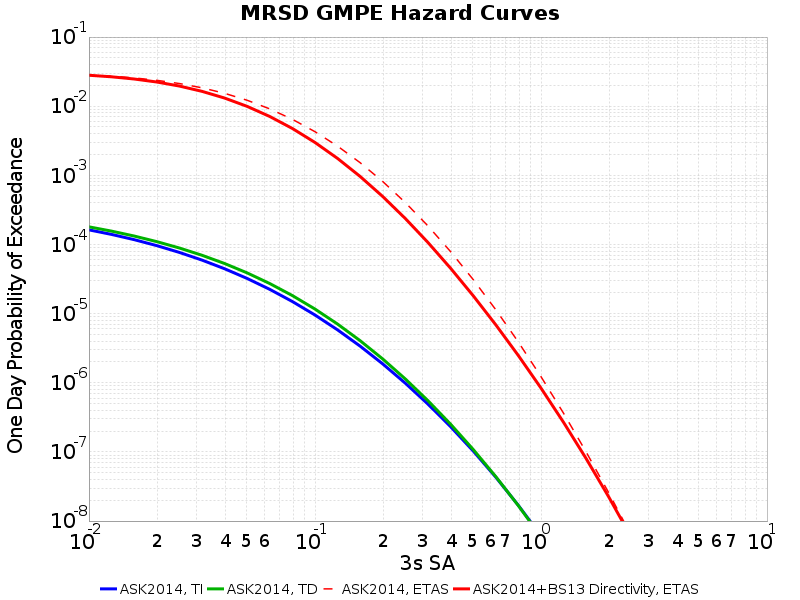 MRSD GMPE Hazard Curves
One Day Probability of Exceedance
10-1
10-2
10-3
10-4
10-5
10-6
10-7
10-8
10-2 2 3 4 5 6 10-1 2 3 4 5 6 7 100 2 3 4 5 6 7 101
3s SA
ASK2014, TI ASK2014, TD ASK2014, ETAS ASK2014+BS13 Directivity, ETAS